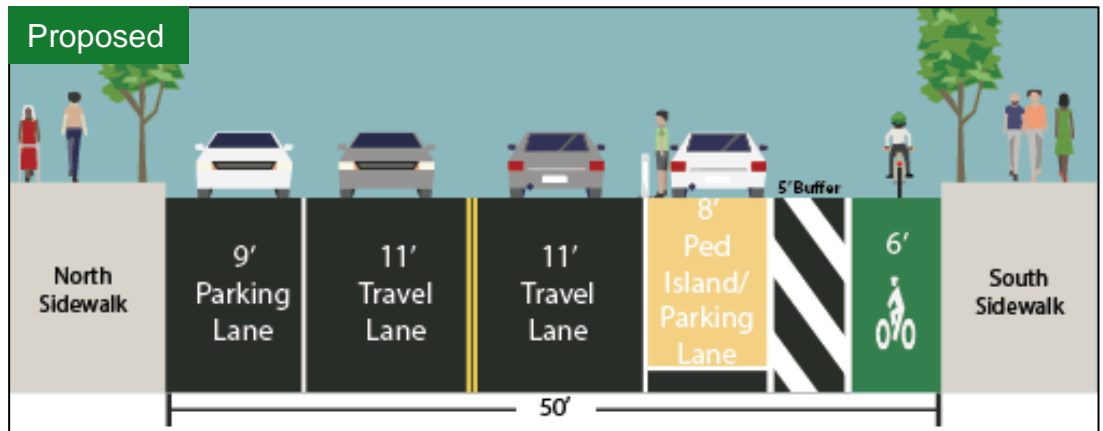 Proposed
5' Buffer
North
Sidewalk
9'
Parking
Lane
11'
Travel
Lane
11'
Travel
Lane
8'
Ped
Island/
Parking
Lane
6'
South
Sidewalk
50'